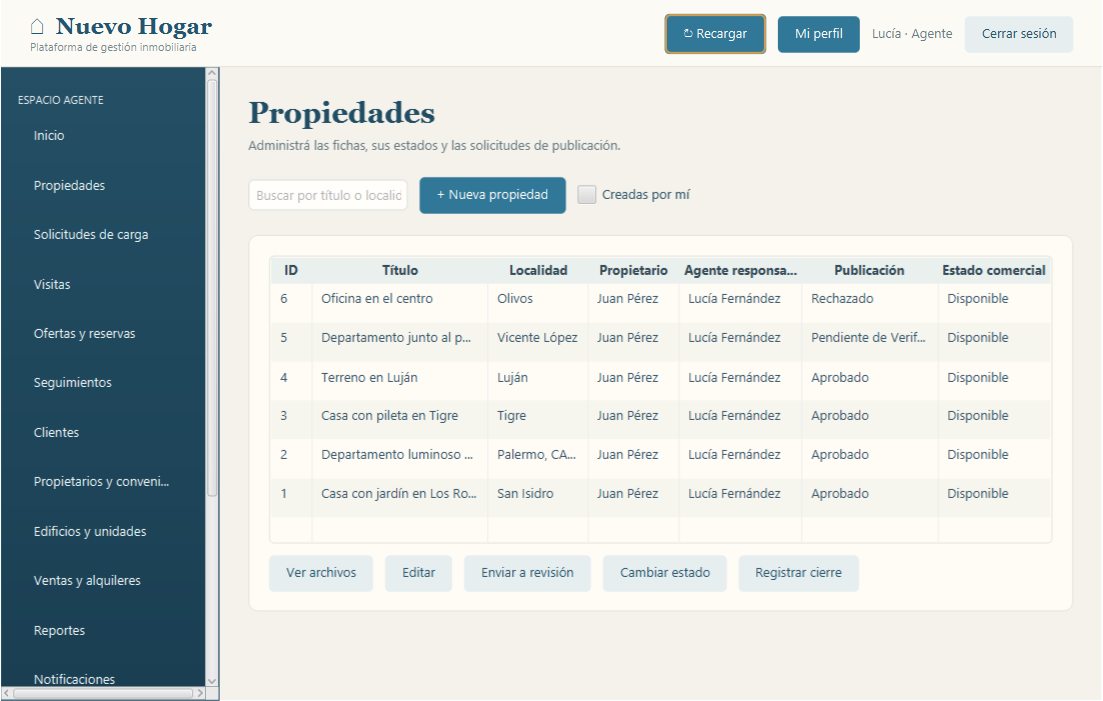 Nuevo Hogar
Plataforma de gestión inmobiliaria
↻ Recargar
Mi perfil
Lucía · Agente
Cerrar sesión
ESPACIO AGENTE
Inicio
Propiedades
Solicitudes de carga
Visitas
Ofertas y reservas
Seguimientos
Clientes
Propietarios y conveni...
Edificios y unidades
Ventas y alquileres
Reportes
Notificaciones
Propiedades
Administrá las fichas, sus estados y las solicitudes de publicación.
Buscar por título o localid
+ Nueva propiedad
Creadas por mí
ID Título Localidad Propietario Agente responsa... Publicación Estado comercial
6 Oficina en el centro Olivos Juan Pérez Lucía Fernández Rechazado Disponible
5 Departamento junto al p... Vicente López Juan Pérez Lucía Fernández Pendiente de Verif... Disponible
4 Terreno en Luján Luján Juan Pérez Lucía Fernández Aprobado Disponible
3 Casa con pileta en Tigre Tigre Juan Pérez Lucía Fernández Aprobado Disponible
2 Departamento luminoso ... Palermo, CA... Juan Pérez Lucía Fernández Aprobado Disponible
1 Casa con jardín en Los Ro... San Isidro Juan Pérez Lucía Fernández Aprobado Disponible
Ver archivos
Editar
Enviar a revisión
Cambiar estado
Registrar cierre